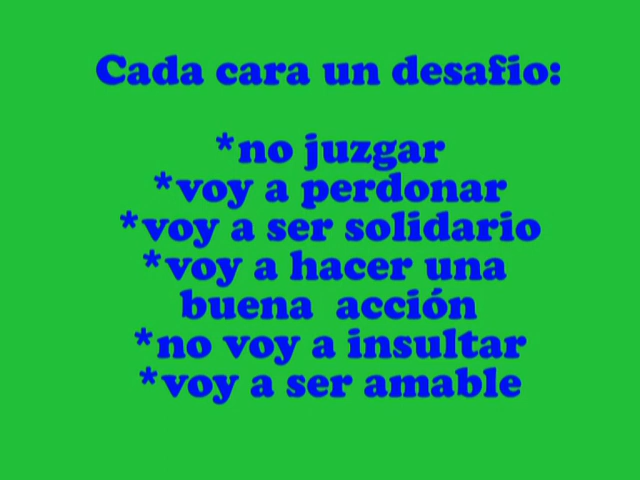 Cada cara un desafio:
*no juzgar
*voy a perdonar
*voy a ser solidario
*voy a hacer una
buena acción
*no voy a insultar
*voy a ser amable